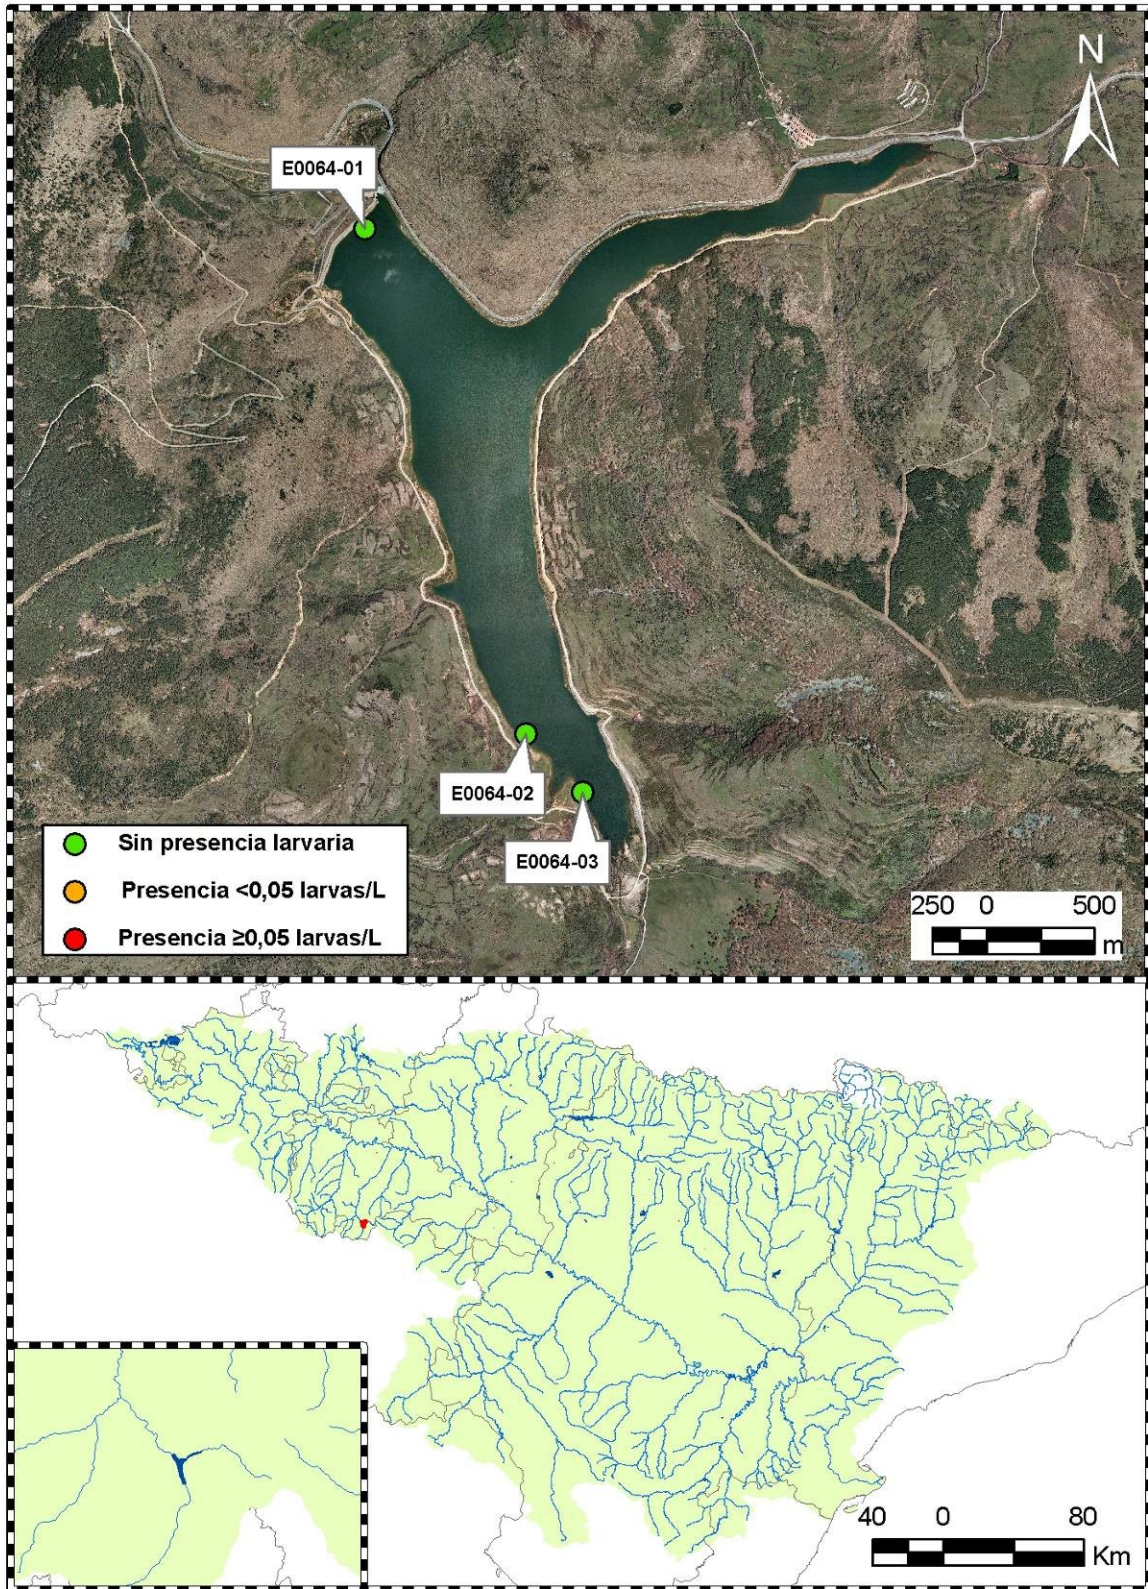 N
E0064-01
E0064-02
E0064-03
Sin presencia larvaria
Presencia <0,05 larvas/L
Presencia ≥0,05 larvas/L
250 0 500
m
40 0 80
Km